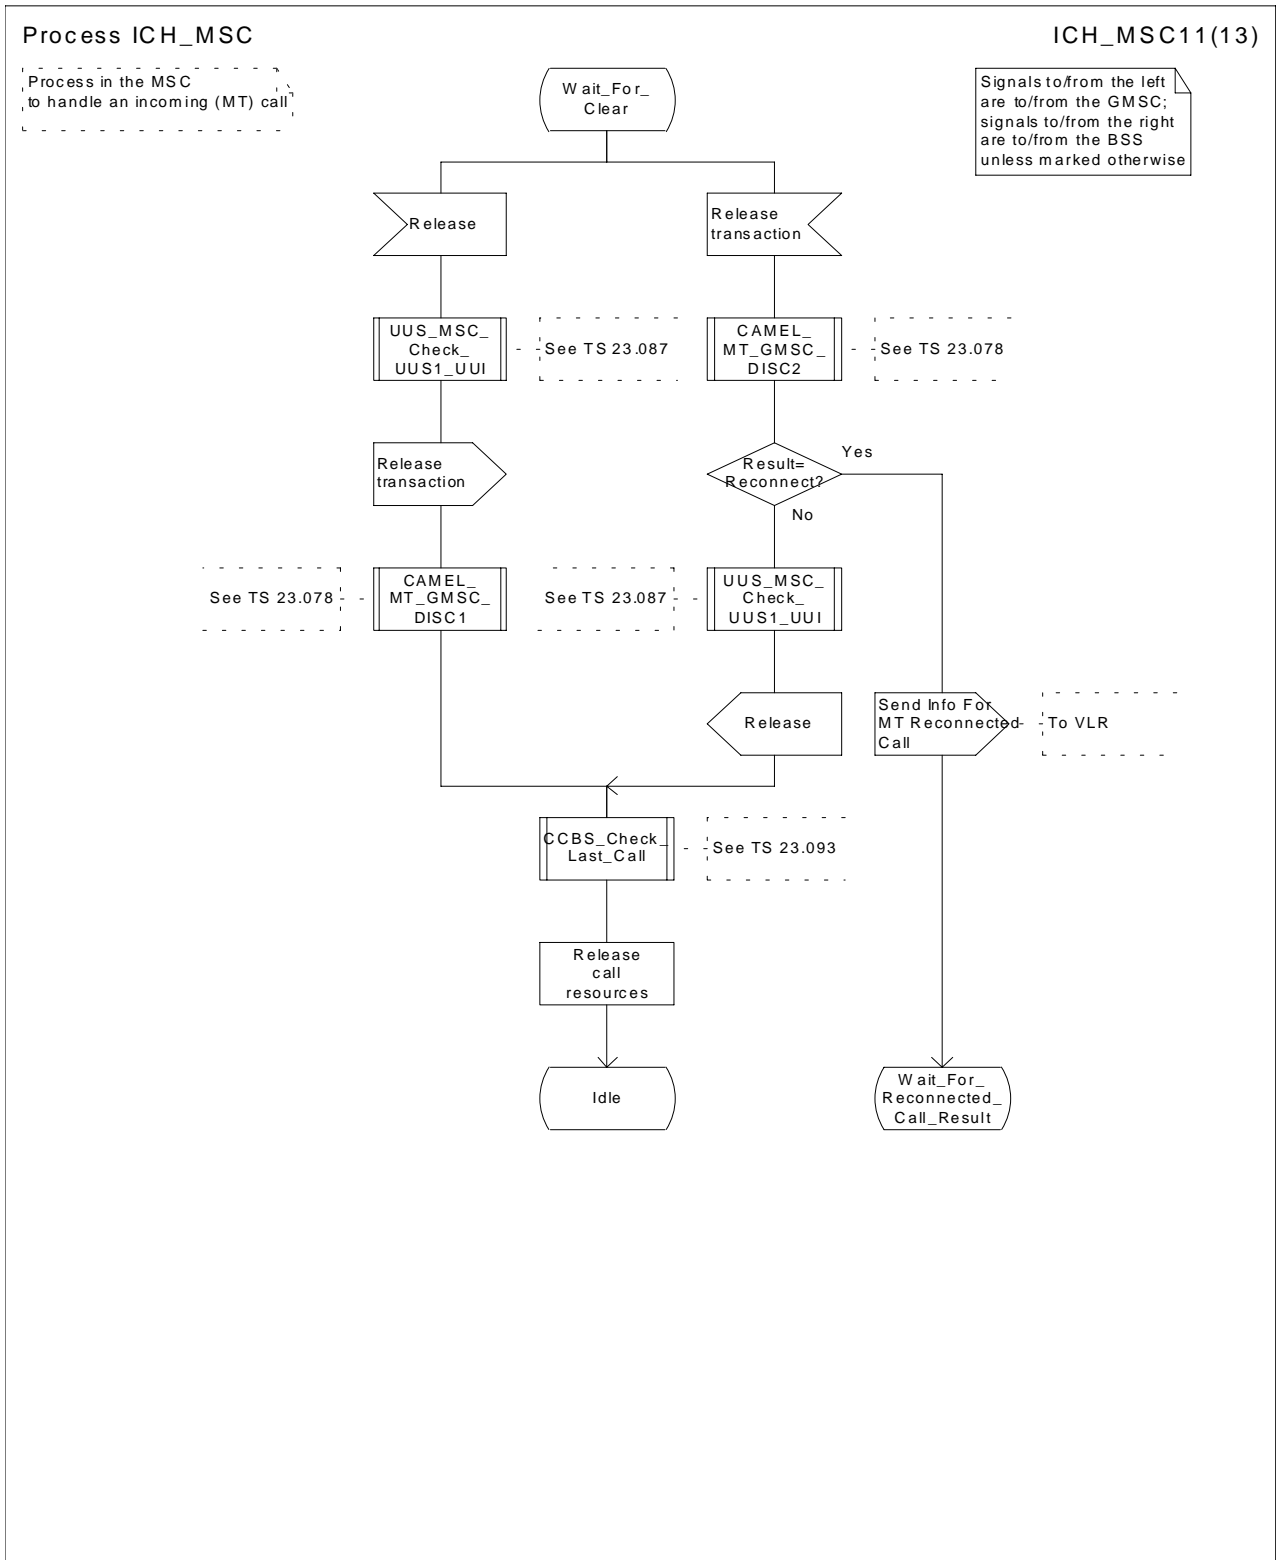 Process ICH_MSC
ICH_MSC11(13)
Process in the MSC
to handle an incoming (MT) call
Signals to/from the left
are to/from the GMSC;
signals to/from the right
are to/from the BSS
unless marked otherwise
Wait_For_
Clear
Release
Release
transaction
UUS_MSC_
Check_
UUS1_UUI
See TS 23.087
CAMEL_
MT_GMSC_
DISC2
See TS 23.078
Release
transaction
Result=
Reconnect?
Yes
No
See TS 23.078
CAMEL_
MT_GMSC_
DISC1
See TS 23.087
UUS_MSC_
Check_
UUS1_UUI
Release
Send Info For
MT Reconnected
Call
To VLR
CCBS_Check_
Last_Call
See TS 23.093
Release
call
resources
Idle
Wait_For_
Reconnected_
Call_Result